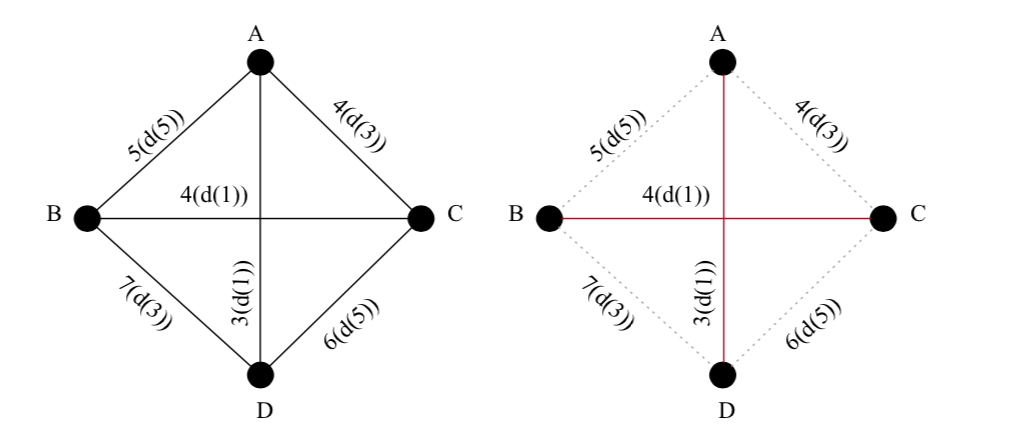 A
5(d(5))
4(d(3))
4(d(1))
B
C
7(d(3))
3(d(1))
6(d(5))
D
A
5(d(5))
4(d(3))
4(d(1))
B
C
7(d(3))
3(d(1))
6(d(5))
D